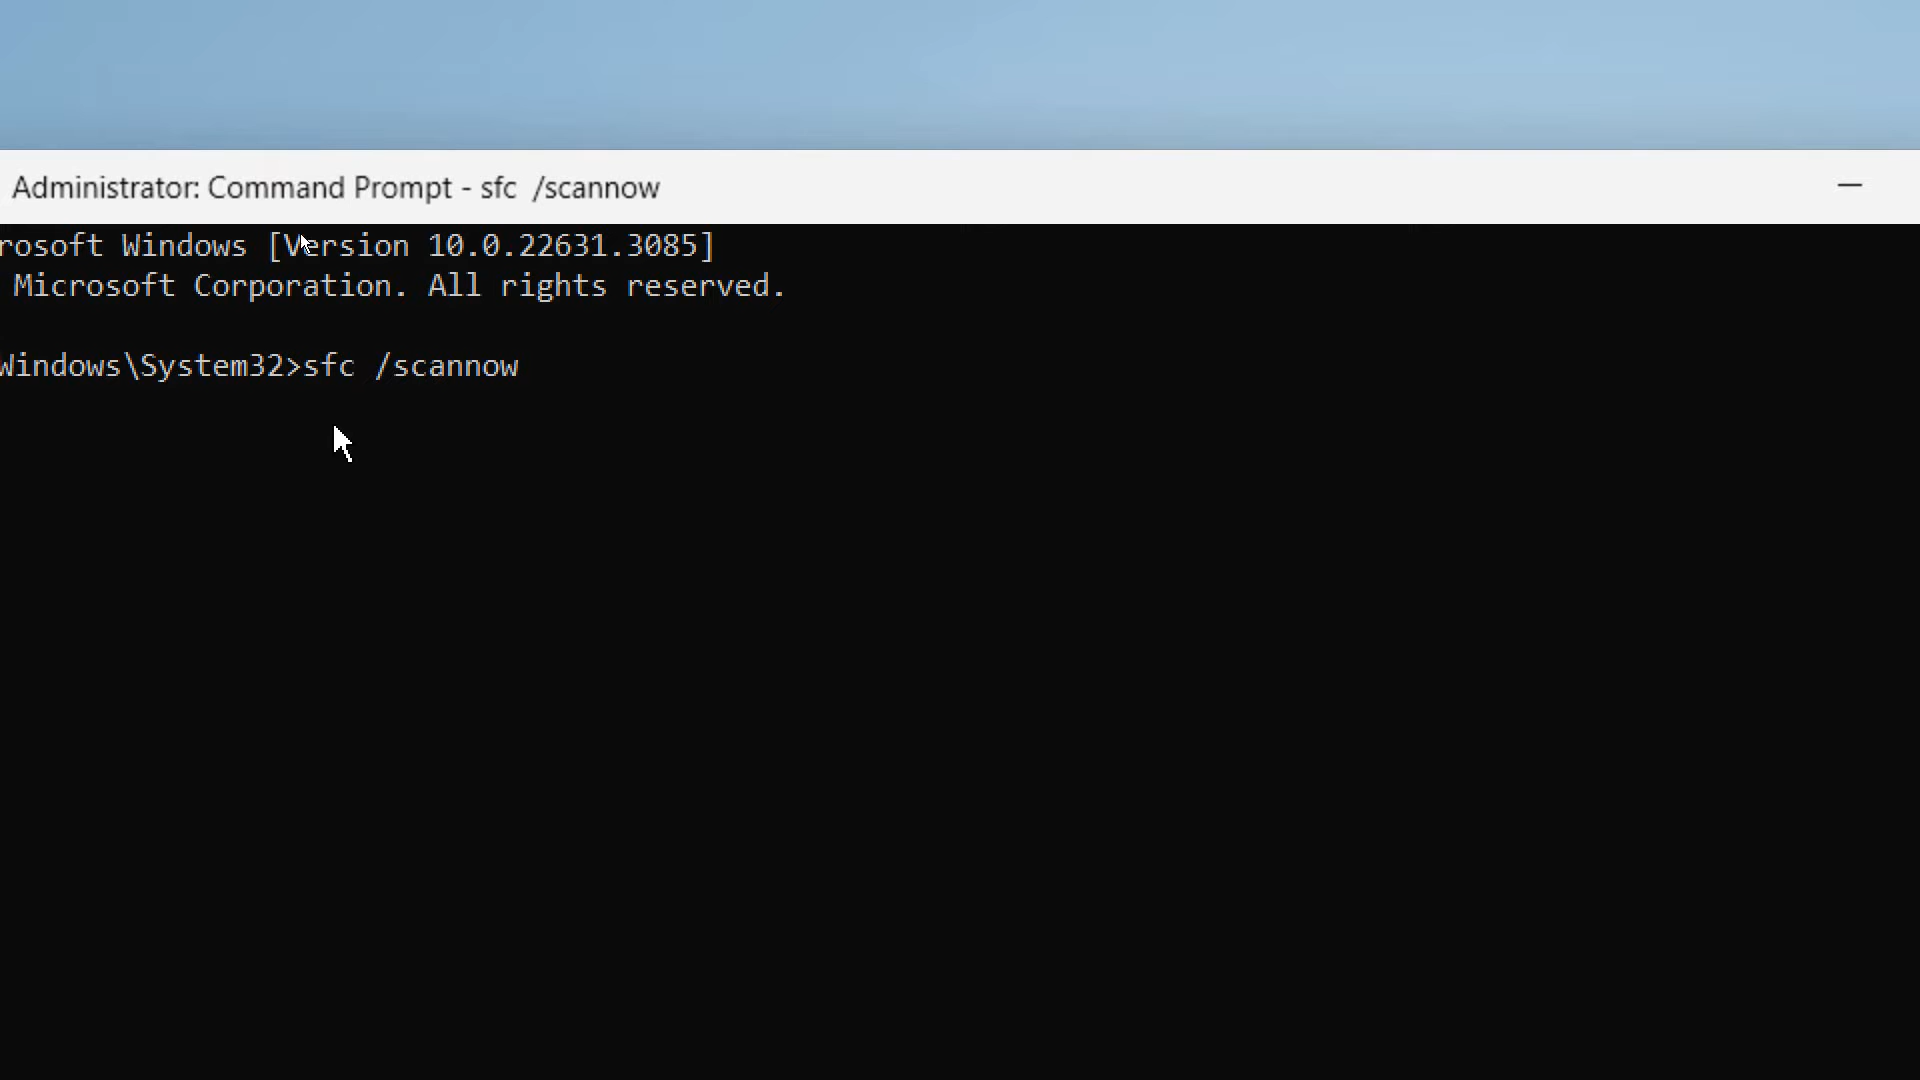 Administrator: Command Prompt - sfc  /scannow
rosoft Windows [Version 10.0.22631.3085]
Microsoft Corporation. All rights reserved.
Windows\System32>sfc /scannow